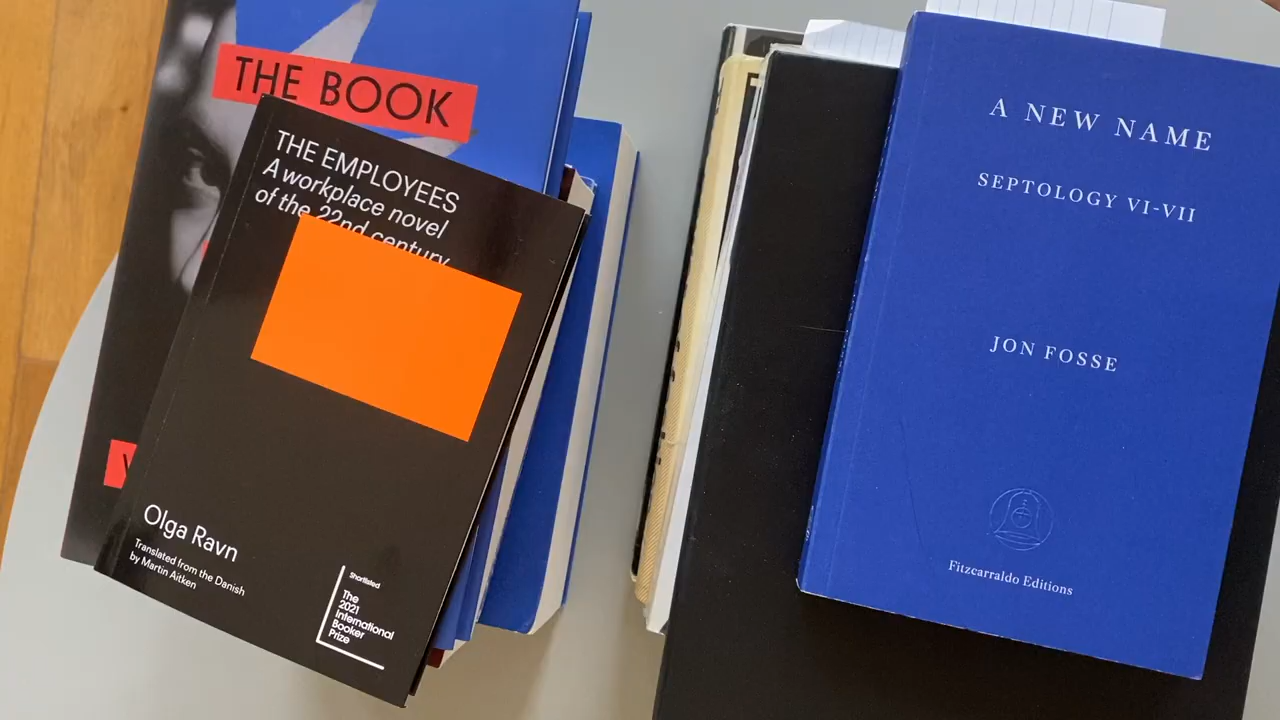 THE BOOK
THE EMPLOYEES
A workplace novel
of the 22nd century
Olga Ravn
Translated from the Danish
by Martin Aitken
Shortlisted
The
2021
International
Booker
Prize
A NEW NAME
SEPTOLOGY VI-VII
JON FOSSE
Fitzcarraldo Editions